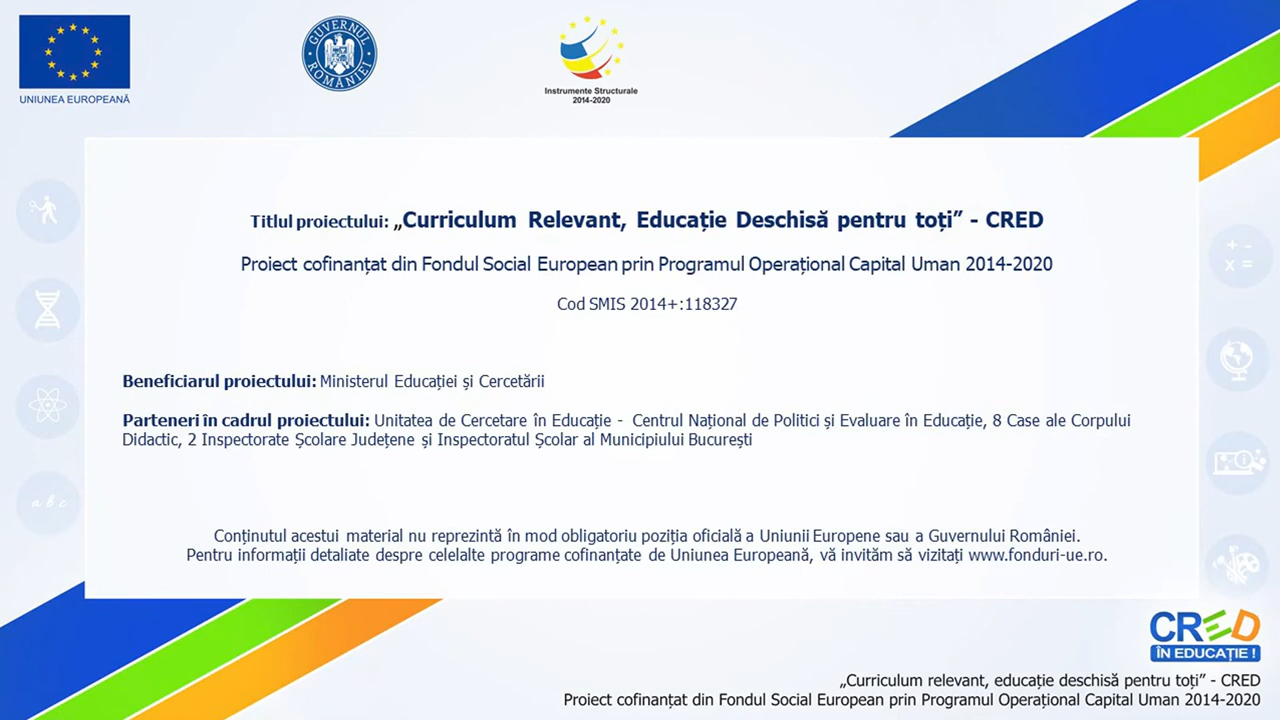 UNIUNEA EUROPEANĂ
GUVERNUL ROMÂNIEI
Instrumente Structurale
2014-2020
Titlul proiectului: „Curriculum Relevant, Educație Deschisă pentru toți” - CRED
Proiect cofinanțat din Fondul Social European prin Programul Operațional Capital Uman 2014-2020
Cod SMIS 2014+:118327
Beneficiarul proiectului: Ministerul Educației și Cercetării
Parteneri în cadrul proiectului: Unitatea de Cercetare în Educație - Centrul Național de Politici și Evaluare în Educație, 8 Case ale Corpului
Didactic, 2 Inspectorate Școlare Județene și Inspectoratul Școlar al Municipiului București
a b c
+ -
x =
Conținutul acestui material nu reprezintă în mod obligatoriu poziția oficială a Uniunii Europene sau a Guvernului României.
Pentru informații detaliate despre celelalte programe cofinanțate de Uniunea Europeană, vă invităm să vizitați www.fonduri-ue.ro.
CRED
ÎN EDUCAȚIE !
„Curriculum relevant, educație deschisă pentru toți” - CRED
Proiect cofinanțat din Fondul Social European prin Programul Operațional Capital Uman 2014-2020